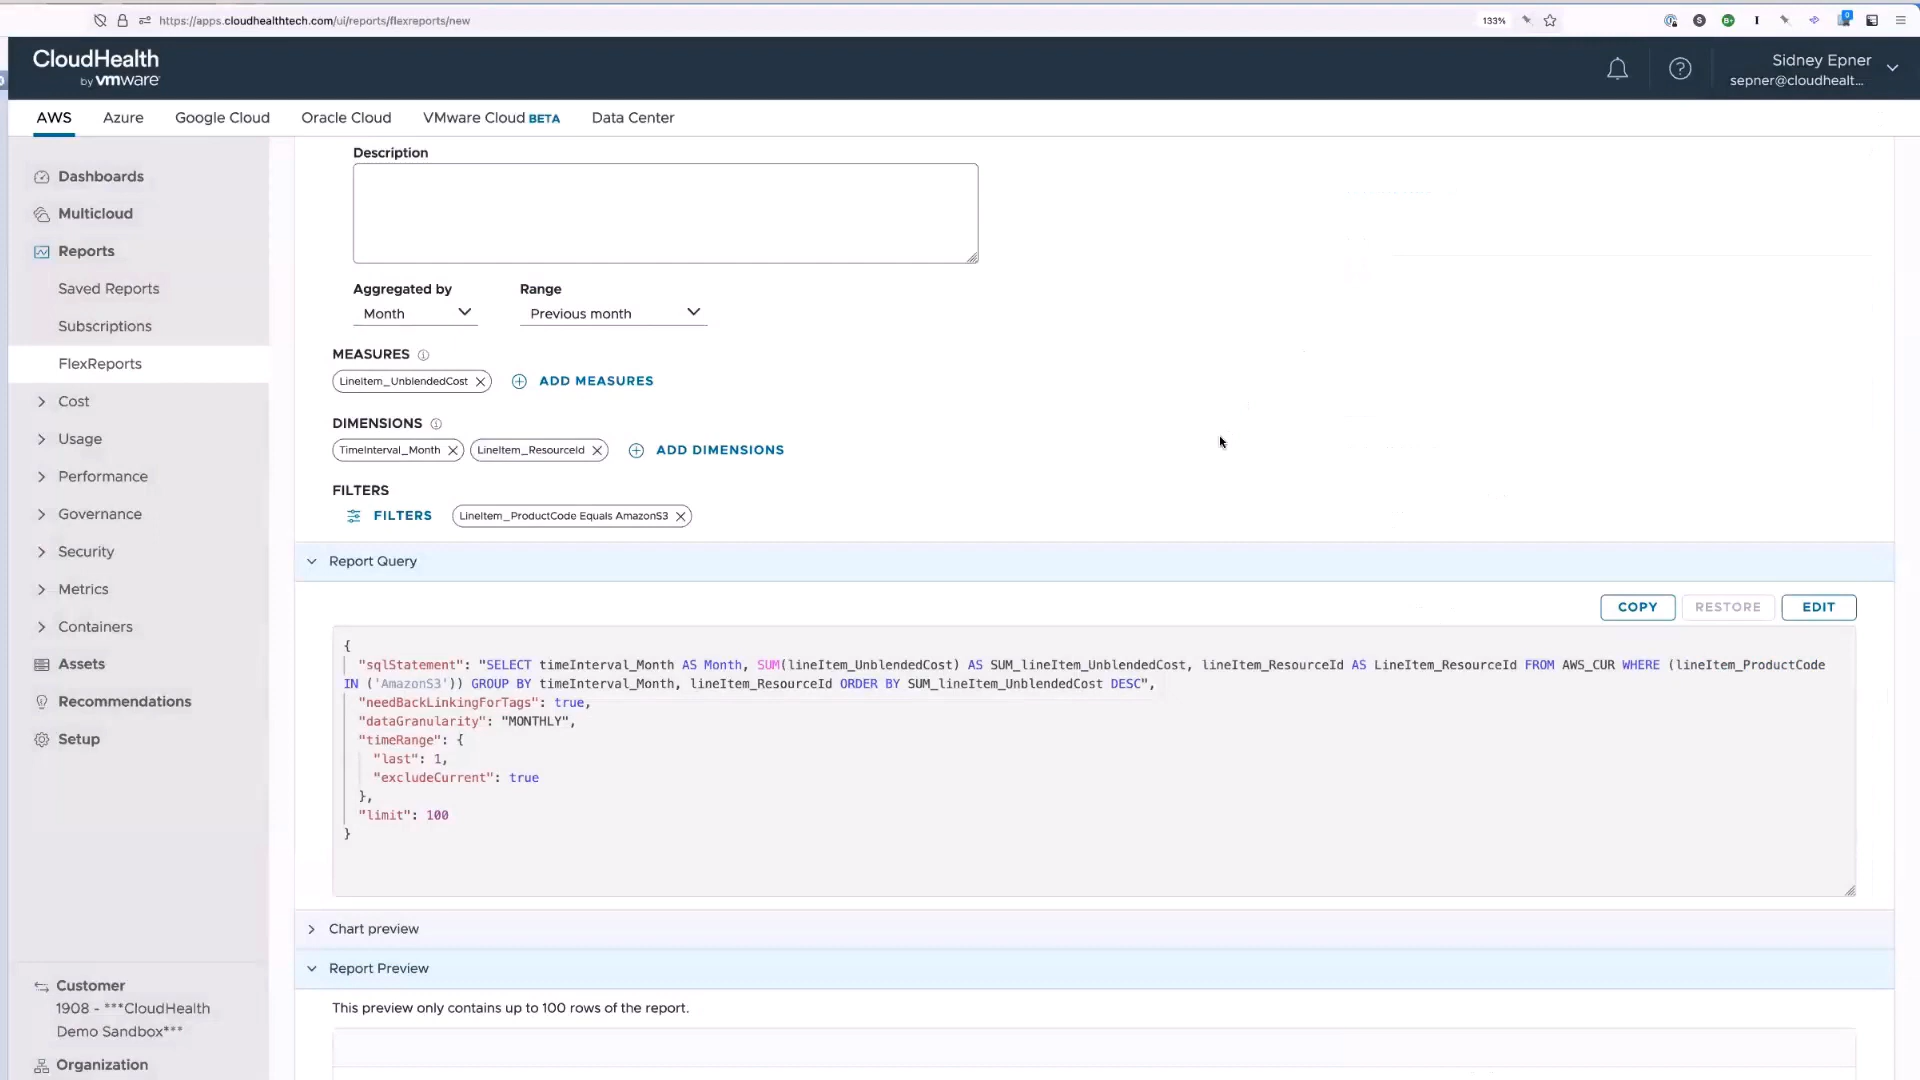 https://apps.cloudhealthtech.com/ui/reports/flexreports/new
133%
CloudHealth
by vmware
Sidney Epner
sepner@cloudhealt...
AWS
Azure
Google Cloud
Oracle Cloud
VMware Cloud BETA
Data Center
Dashboards
Multicloud
Reports
Saved Reports
Subscriptions
FlexReports
Cost
Usage
Performance
Governance
Security
Metrics
Containers
Assets
Recommendations
Setup
Customer
1908 - ***CloudHealth
Demo Sandbox***
Organization
Description
Aggregated by
Range
Month
Previous month
MEASURES
LineItem_UnblendedCost
ADD MEASURES
DIMENSIONS
TimeInterval_Month
LineItem_ResourceId
ADD DIMENSIONS
FILTERS
FILTERS
LineItem_ProductCode Equals AmazonS3
Report Query
COPY
RESTORE
EDIT
{
"sqlStatement": "SELECT timeInterval_Month AS Month, SUM(lineItem_UnblendedCost) AS SUM_lineItem_UnblendedCost, lineItem_ResourceId AS LineItem_ResourceId FROM AWS_CUR WHERE (lineItem_ProductCode
IN ('AmazonS3')) GROUP BY timeInterval_Month, lineItem_ResourceId ORDER BY SUM_lineItem_UnblendedCost DESC",
"needBackLinkingForTags": true,
"dataGranularity": "MONTHLY",
"timeRange": {
"last": 1,
"excludeCurrent": true
},
"limit": 100
}
Chart preview
Report Preview
This preview only contains up to 100 rows of the report.